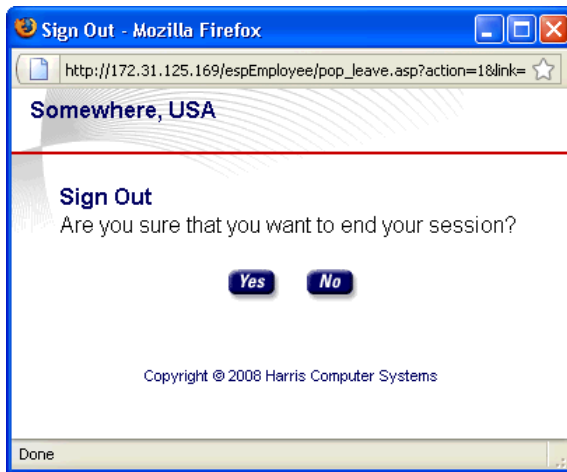 Sign Out - Mozilla Firefox
http://172.31.125.169/espEmployee/pop_leave.asp?action=1&link=
Somewhere, USA
Sign Out
Are you sure that you want to end your session?
Yes No
Copyright © 2008 Harris Computer Systems
Done